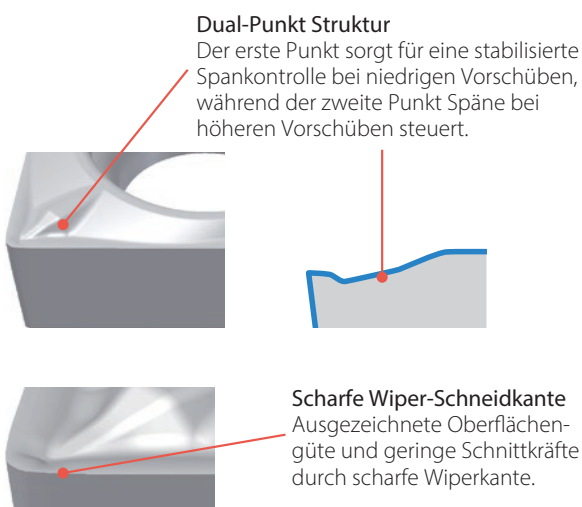 Dual-Punkt Struktur
Der erste Punkt sorgt für eine stabilisierte
Spankontrolle bei niedrigen Vorschüben,
während der zweite Punkt Späne bei
höheren Vorschüben steuert.
Scharfe Wiper-Schneidkante
Ausgezeichnete Oberflächen-
güte und geringe Schnittkräfte
durch scharfe Wiperkante.